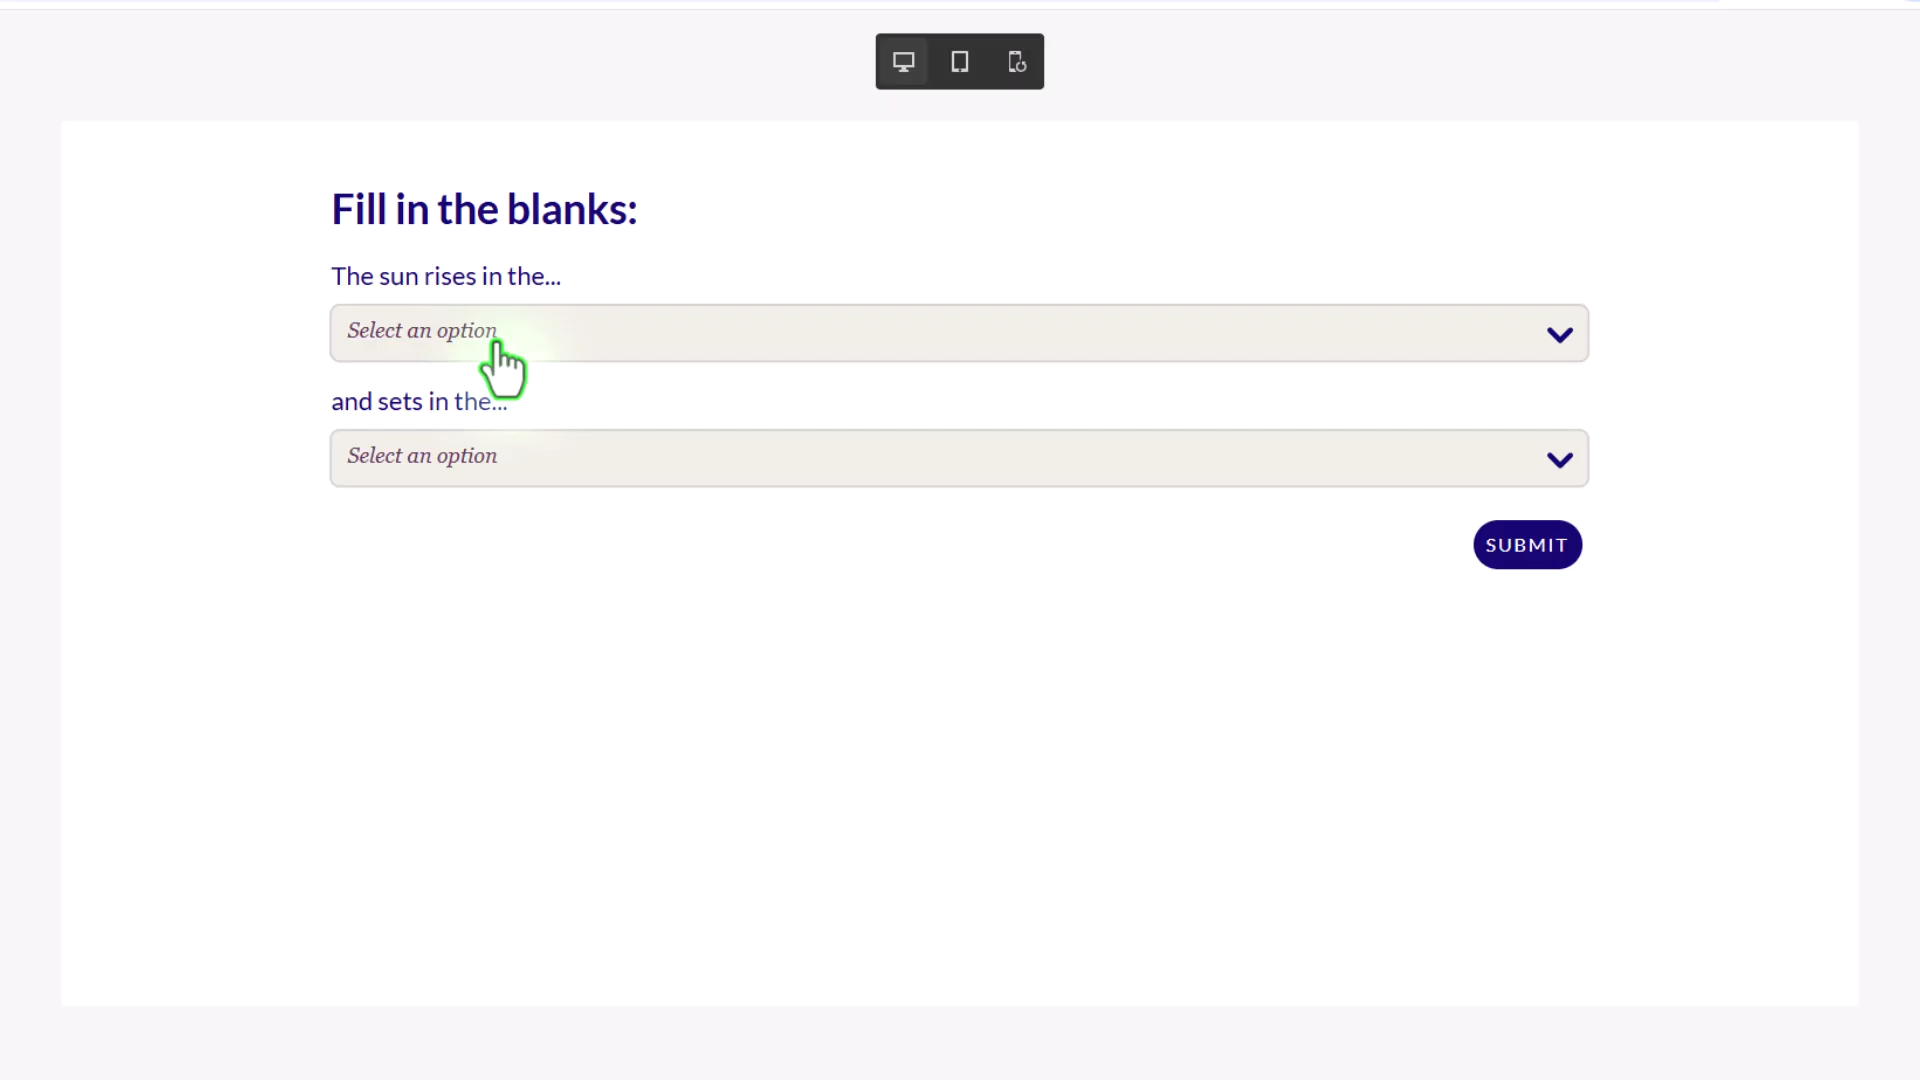 Fill in the blanks:
The sun rises in the...
Select an option
and sets in the...
Select an option
SUBMIT